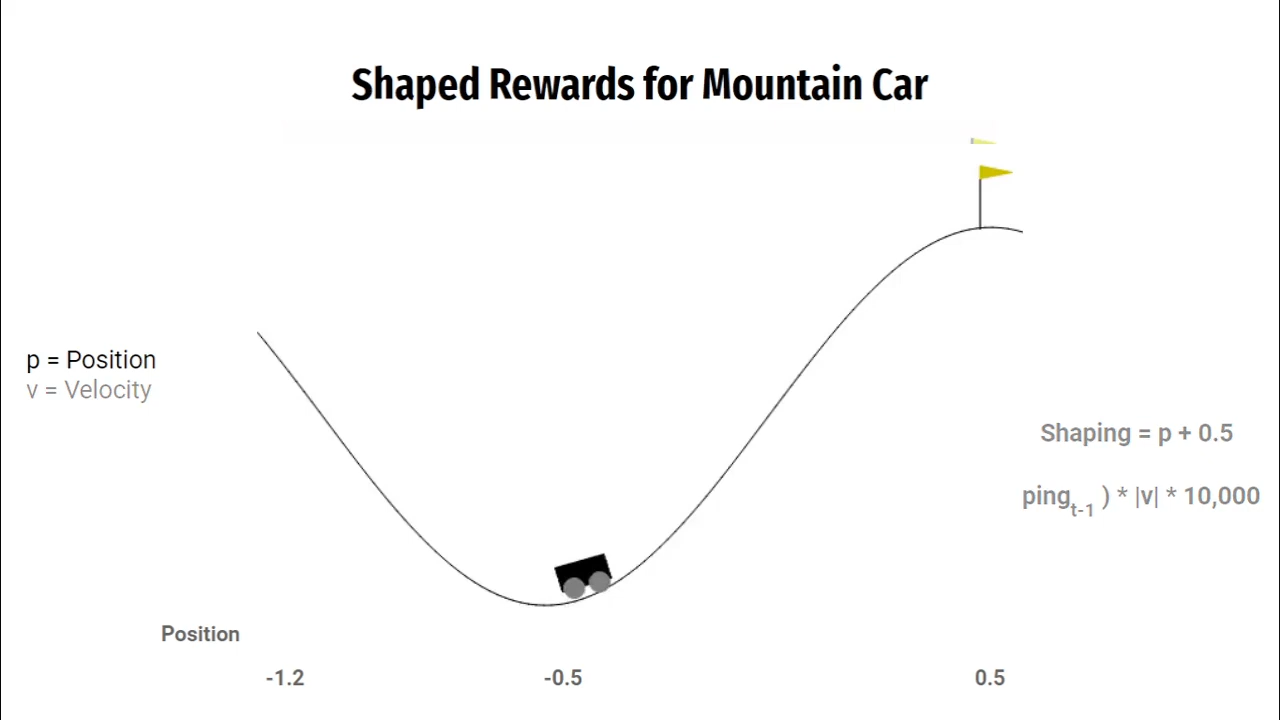 Shaped Rewards for Mountain Car
p = Position
v = Velocity
Shaping = p + 0.5
ping t-1 ) * |v| * 10,000
Position
-1.2 -0.5 0.5